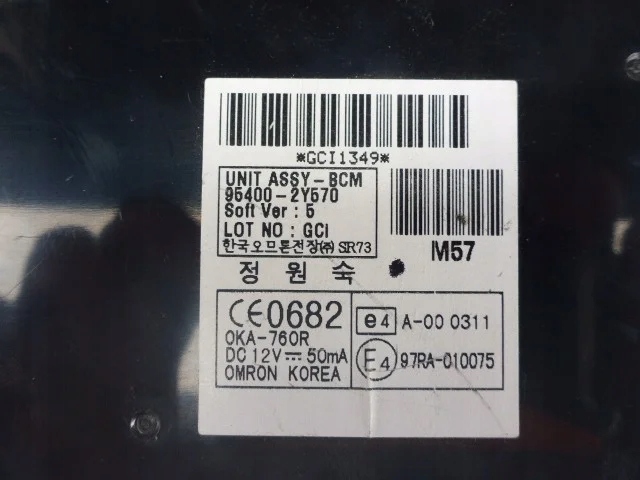 *GCI1349*
UNIT ASSY-BCM
95400-2Y570
Soft Ver : 5
LOT NO : GCI
한국오므론전장㈜ SR73
M57
정 원 숙
CE0682
OKA-760R
DC 12V⎓50mA
OMRON KOREA
e4 A-00 0311
E4 97RA-010075